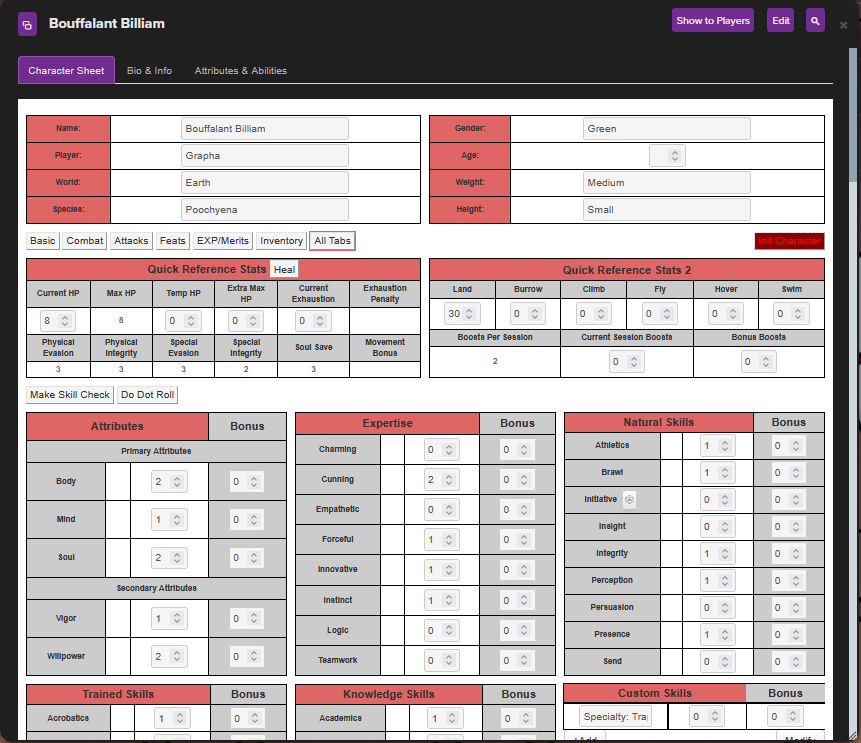 Bouffalant Billiam
Show to Players Edit
Character Sheet Bio & Info Attributes & Abilities
Name: Bouffalant Billiam Gender: Green
Player: Grapha Age:
World: Earth Weight: Medium
Species: Poochyena Height: Small
Basic Combat Attacks Feats EXP/Merits Inventory All Tabs Init Character
Quick Reference Stats Heal Quick Reference Stats 2
Current HP Max HP Temp HP Extra Max HP Current Exhaustion Exhaustion Penalty Land Burrow Climb Fly Hover Swim
8 8 0 0 0 30 0 0 0 0 0
Physical Evasion Physical Integrity Special Evasion Special Integrity Soul Save Movement Bonus Boosts Per Session Current Session Boosts Bonus Boosts
3 3 3 2 3 2 0 0
Make Skill Check Do Dot Roll
Attributes Bonus
Primary Attributes
Body 2 0
Mind 1 0
Soul 2 0
Secondary Attributes
Vigor 1 0
Willpower 2 0
Expertise Bonus
Charming 0 0
Cunning 2 0
Empathetic 0 0
Forceful 1 0
Innovative 1 0
Instinct 1 0
Logic 0 0
Teamwork 0 0
Natural Skills Bonus
Athletics 1 0
Brawl 1 0
Initiative 0 0
Insight 0 0
Integrity 1 0
Perception 1 0
Persuasion 0 0
Presence 1 0
Send 0 0
Trained Skills Bonus
Acrobatics 1 0
Knowledge Skills Bonus
Academics 1 0
Custom Skills Bonus
Specialty: Tra 0 0